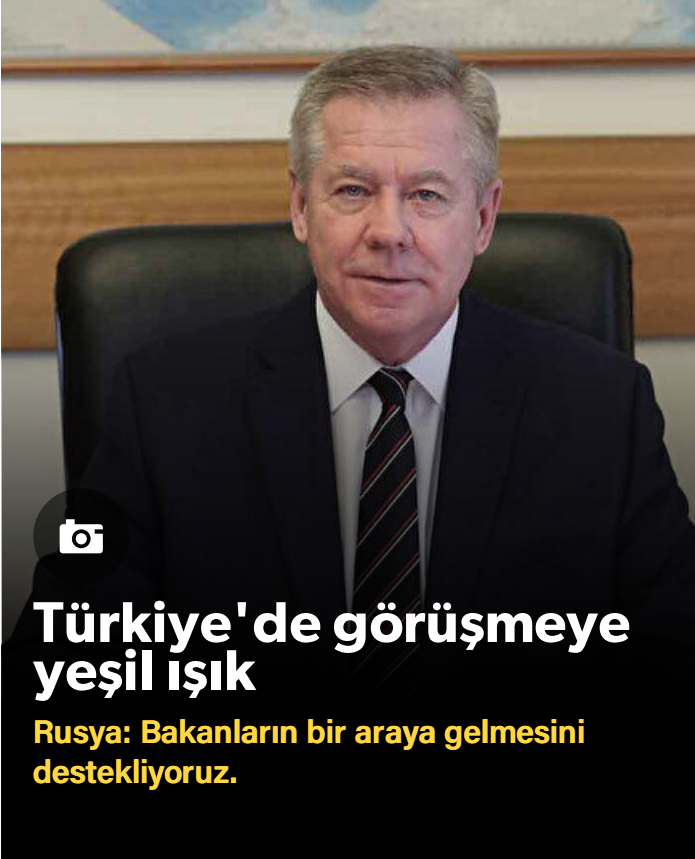 Türkiye'de görüşmeye
yeşil ışık
Rusya: Bakanların bir araya gelmesini
destekliyoruz.